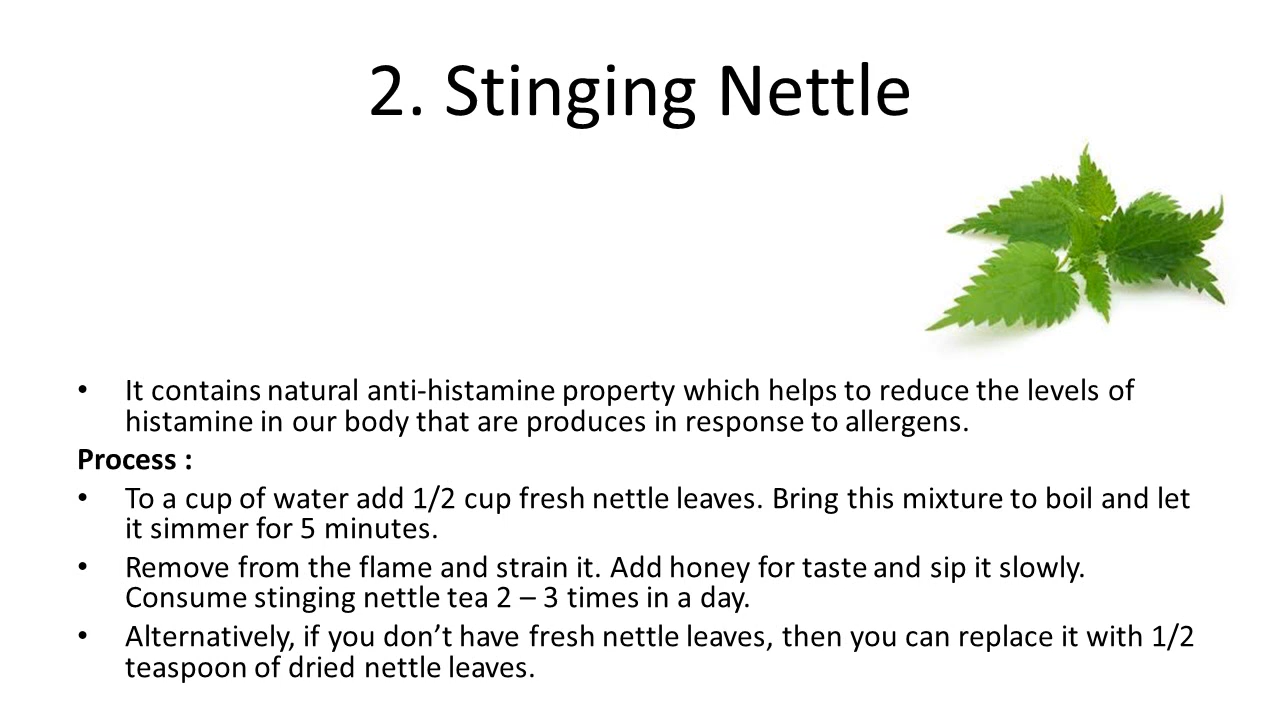 2. Stinging Nettle
• It contains natural anti-histamine property which helps to reduce the levels of
histamine in our body that are produces in response to allergens.
Process :
• To a cup of water add 1/2 cup fresh nettle leaves. Bring this mixture to boil and let
it simmer for 5 minutes.
• Remove from the flame and strain it. Add honey for taste and sip it slowly.
Consume stinging nettle tea 2 – 3 times in a day.
• Alternatively, if you don’t have fresh nettle leaves, then you can replace it with 1/2
teaspoon of dried nettle leaves.